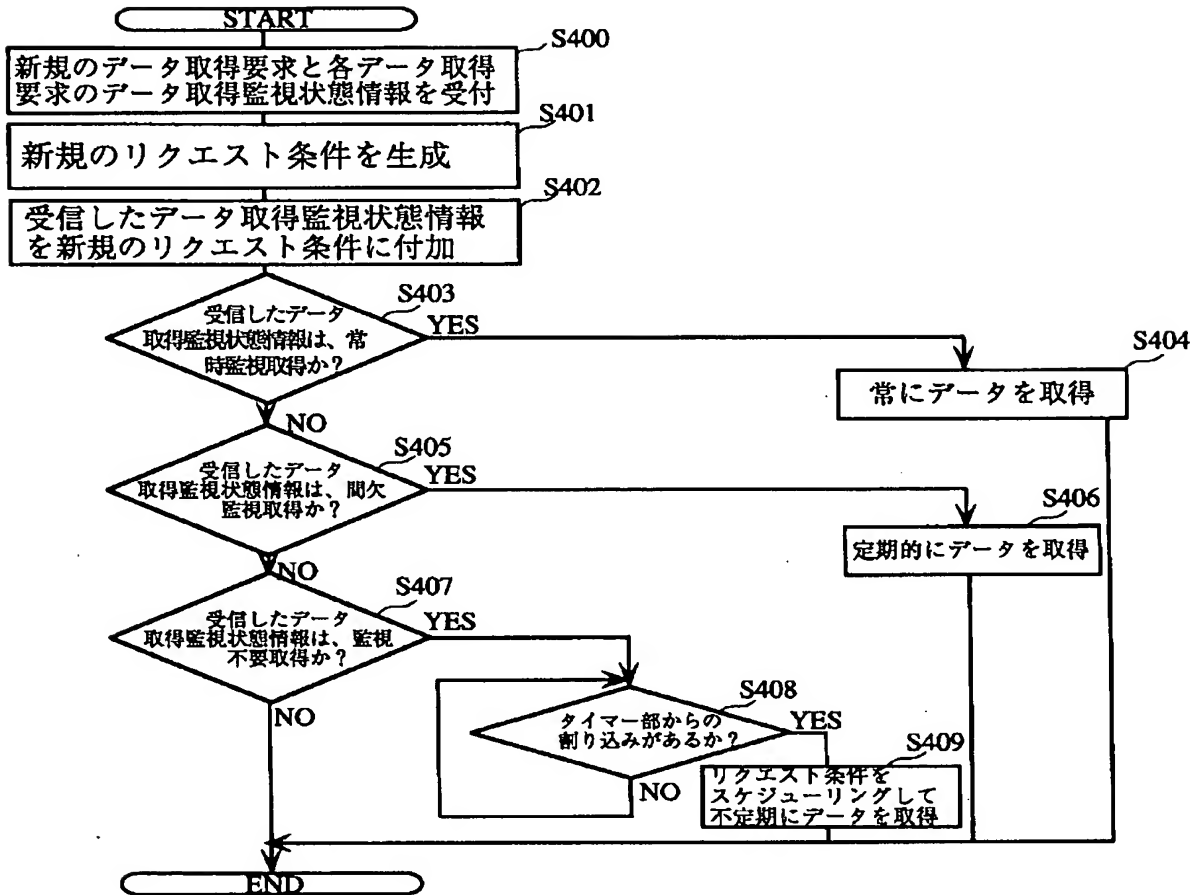 START
S400
新規のデータ取得要求と各データ取得
要求のデータ取得監視状態情報を受付
S401
新規のリクエスト条件を生成
S402
受信したデータ取得監視状態情報
を新規のリクエスト条件に付加
S403
受信したデータ
取得監視状態情報は、常
時監視取得か？
YES
NO
S404
常にデータを取得
S405
受信したデータ
取得監視状態情報は、間欠
監視取得か？
YES
NO
S406
定期的にデータを取得
S407
受信したデータ
取得監視状態情報は、監視
不要取得か？
YES
NO
S408
タイマー部からの
割り込みがあるか？
YES
NO
S409
リクエスト条件を
スケジューリングして
不定期にデータを取得
END